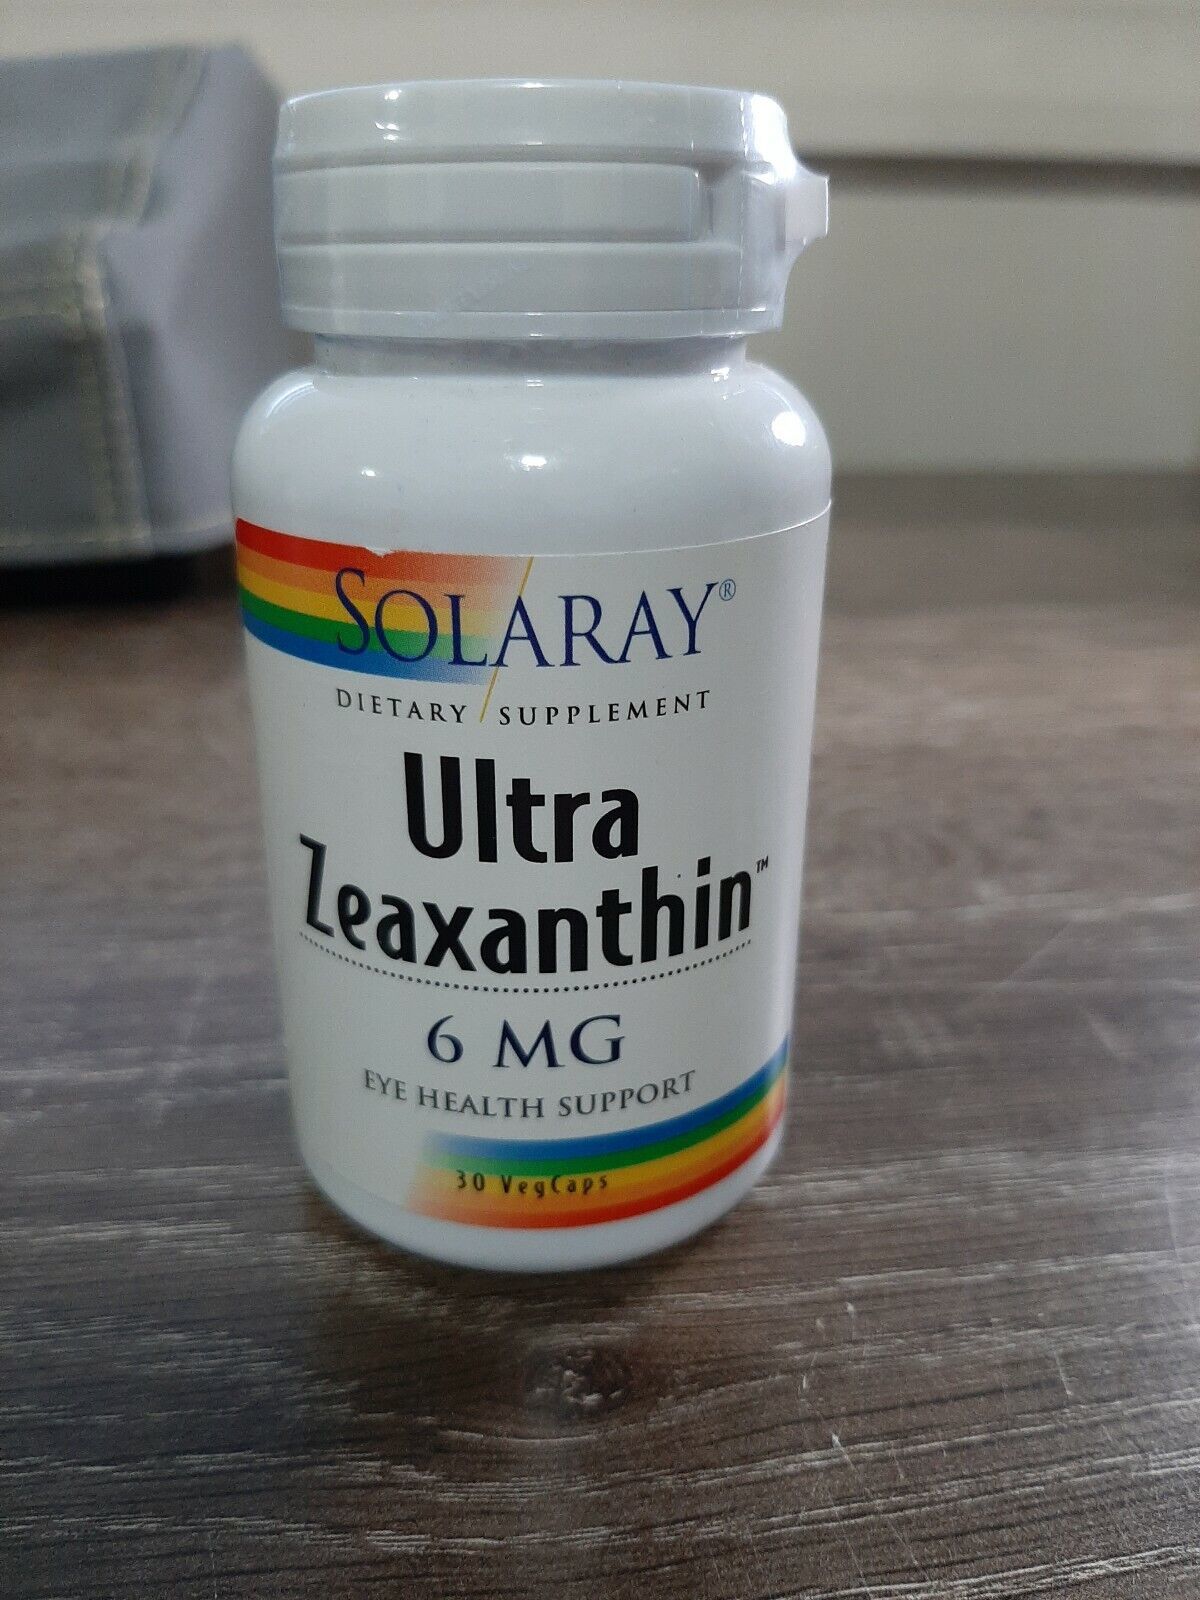 SOLARAY®
DIETARY SUPPLEMENT
Ultra
Zeaxanthin™
6 MG
EYE HEALTH SUPPORT
30 VegCaps